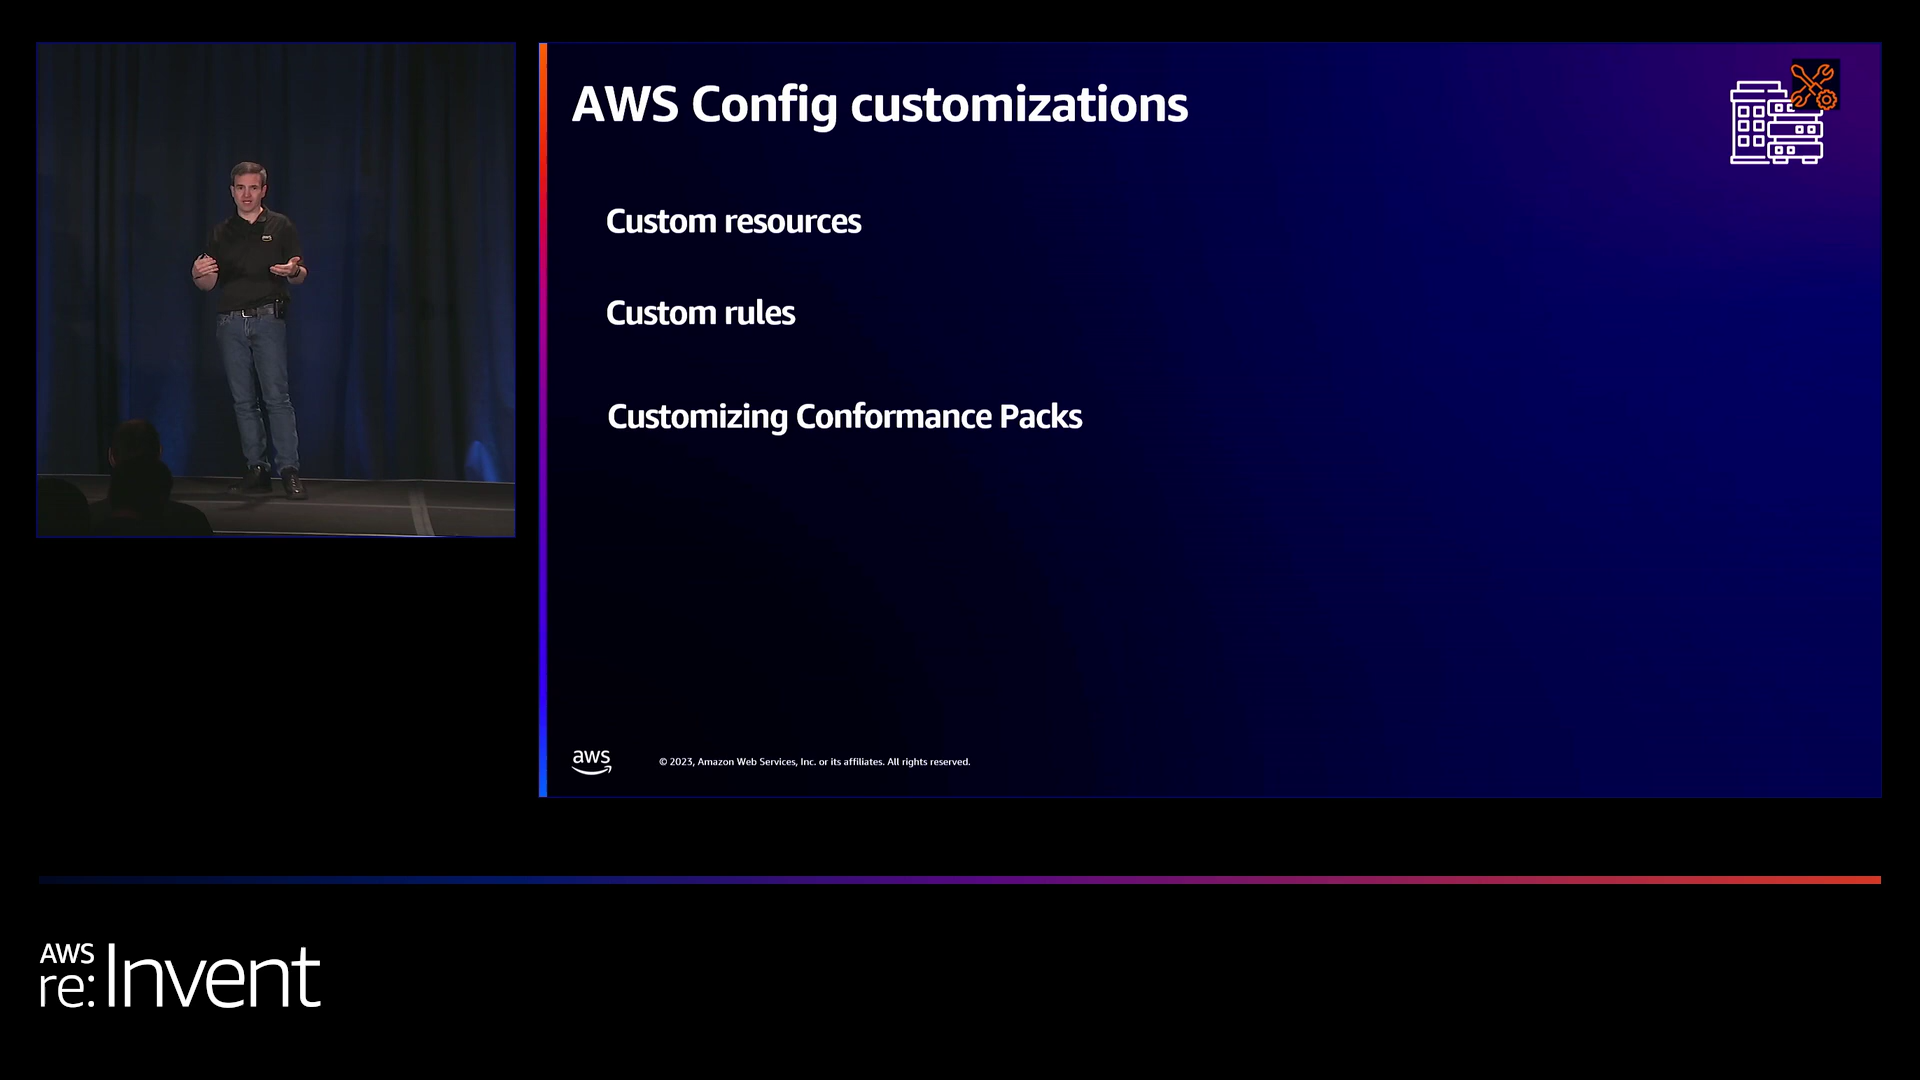 AWS Config customizations
Custom resources
Custom rules
Customizing Conformance Packs
aws
© 2023, Amazon Web Services, Inc. or its affiliates. All rights reserved.
AWS
re:Invent